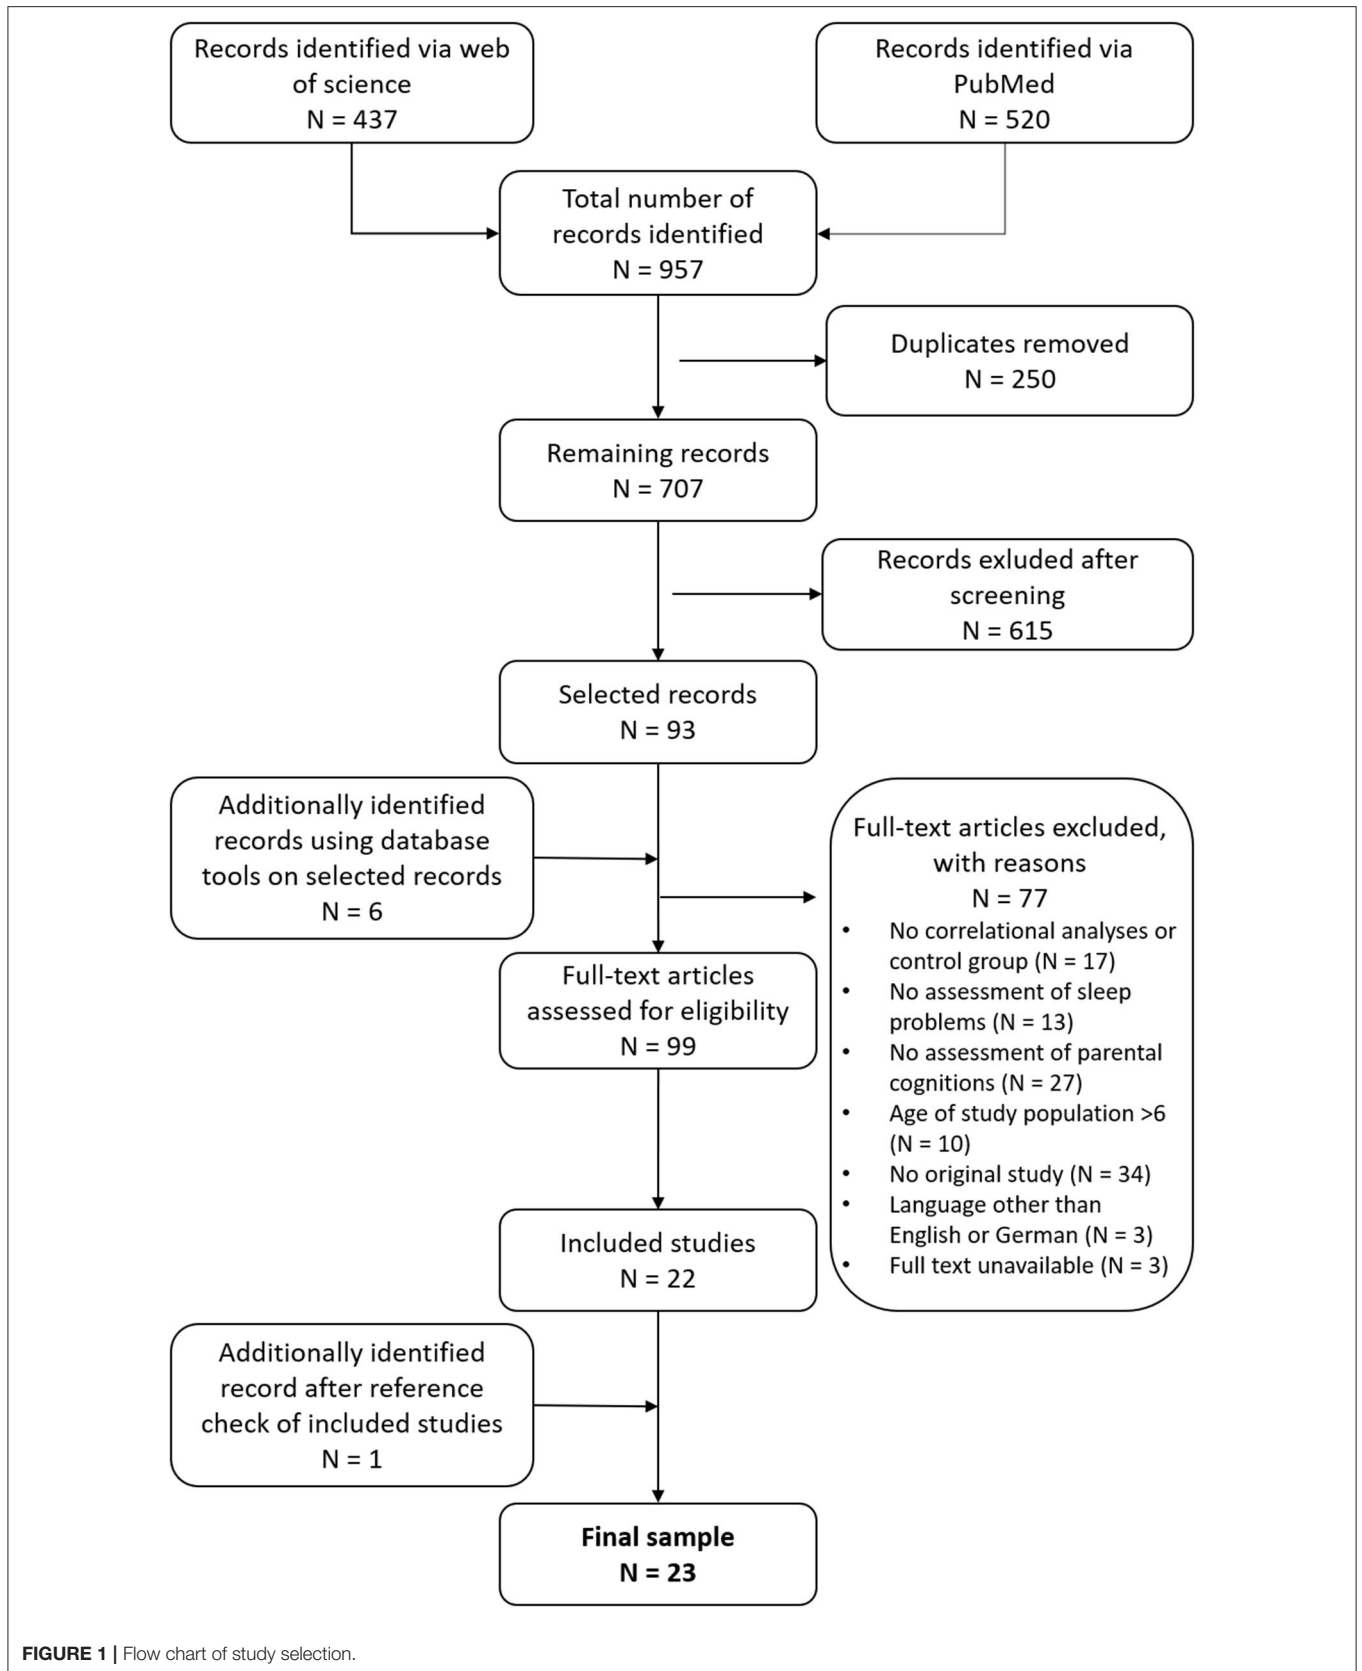 Records identified via web
of science
N = 437
Records identified via
PubMed
N = 520
Total number of
records identified
N = 957
Duplicates removed
N = 250
Remaining records
N = 707
Records exluded after
screening
N = 615
Selected records
N = 93
Additionally identified
records using database
tools on selected records
N = 6
Full-text articles excluded,
with reasons
N = 77
• No correlational analyses or
control group (N = 17)
• No assessment of sleep
problems (N = 13)
• No assessment of parental
cognitions (N = 27)
• Age of study population >6
(N = 10)
• No original study (N = 34)
• Language other than
English or German (N = 3)
• Full text unavailable (N = 3)
Full-text articles
assessed for eligibility
N = 99
Included studies
N = 22
Additionally identified
record after reference
check of included studies
N = 1
Final sample
N = 23
FIGURE 1 | Flow chart of study selection.